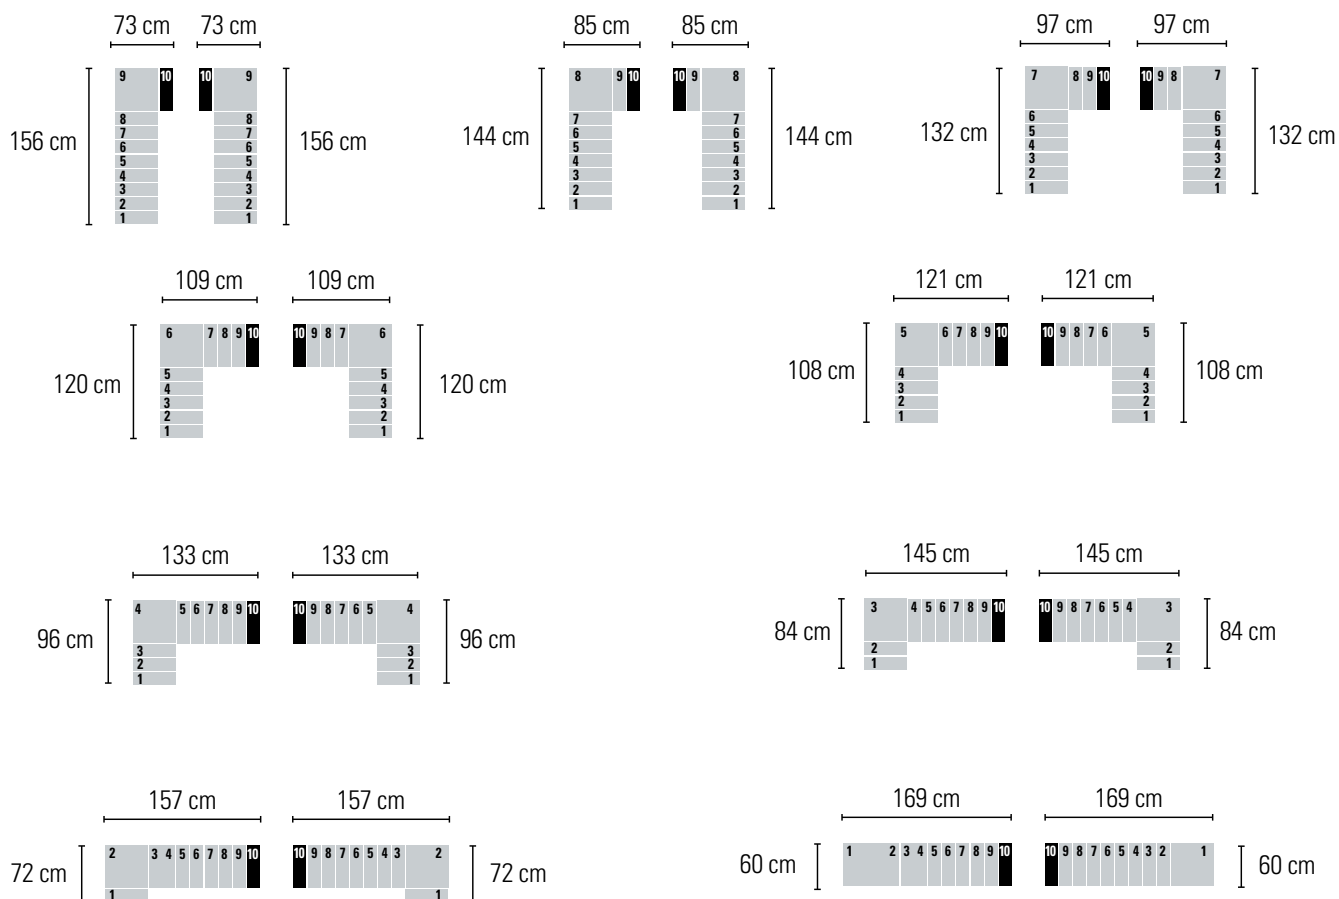 73 cm 73 cm
85 cm 85 cm
97 cm 97 cm
9 10 10 9
8 9 10 10 9 8
7 8 9 10 10 9 8 7
156 cm 156 cm
144 cm 144 cm
132 cm 132 cm
8 8
7 7
6 6
5 5
4 4
3 3
2 2
1 1
7 7
6 6
5 5
4 4
3 3
2 2
1 1
6 6
5 5
4 4
3 3
2 2
1 1
109 cm 109 cm
121 cm 121 cm
6 7 8 9 10 10 9 8 7 6
5 6 7 8 9 10 10 9 8 7 6 5
120 cm 120 cm
108 cm 108 cm
5 5
4 4
3 3
2 2
1 1
4 4
3 3
2 2
1 1
133 cm 133 cm
145 cm 145 cm
4 5 6 7 8 9 10 10 9 8 7 6 5 4
3 4 5 6 7 8 9 10 10 9 8 7 6 5 4 3
96 cm 96 cm
84 cm 84 cm
3 3
2 2
1 1
2 2
1 1
157 cm 157 cm
169 cm 169 cm
2 3 4 5 6 7 8 9 10 10 9 8 7 6 5 4 3 2
1 2 3 4 5 6 7 8 9 10 10 9 8 7 6 5 4 3 2 1
72 cm 72 cm
60 cm 60 cm
1 1